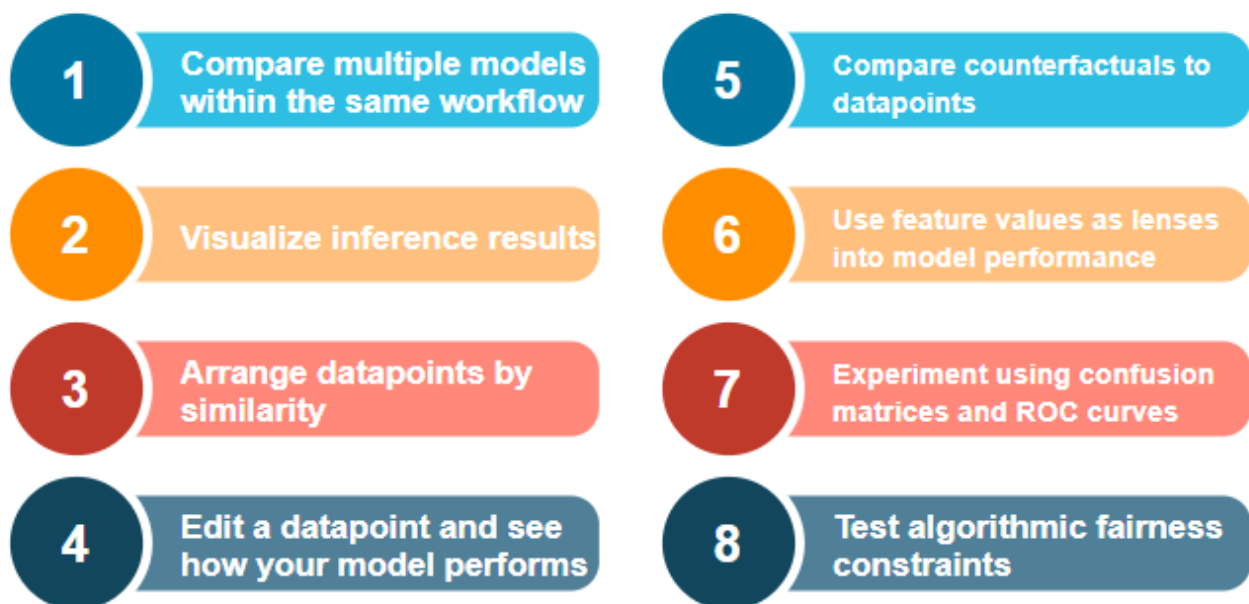 1
Compare multiple models
within the same workflow
2
Visualize inference results
3
Arrange datapoints by
similarity
4
Edit a datapoint and see
how your model performs
5
Compare counterfactuals to
datapoints
6
Use feature values as lenses
into model performance
7
Experiment using confusion
matrices and ROC curves
8
Test algorithmic fairness
constraints